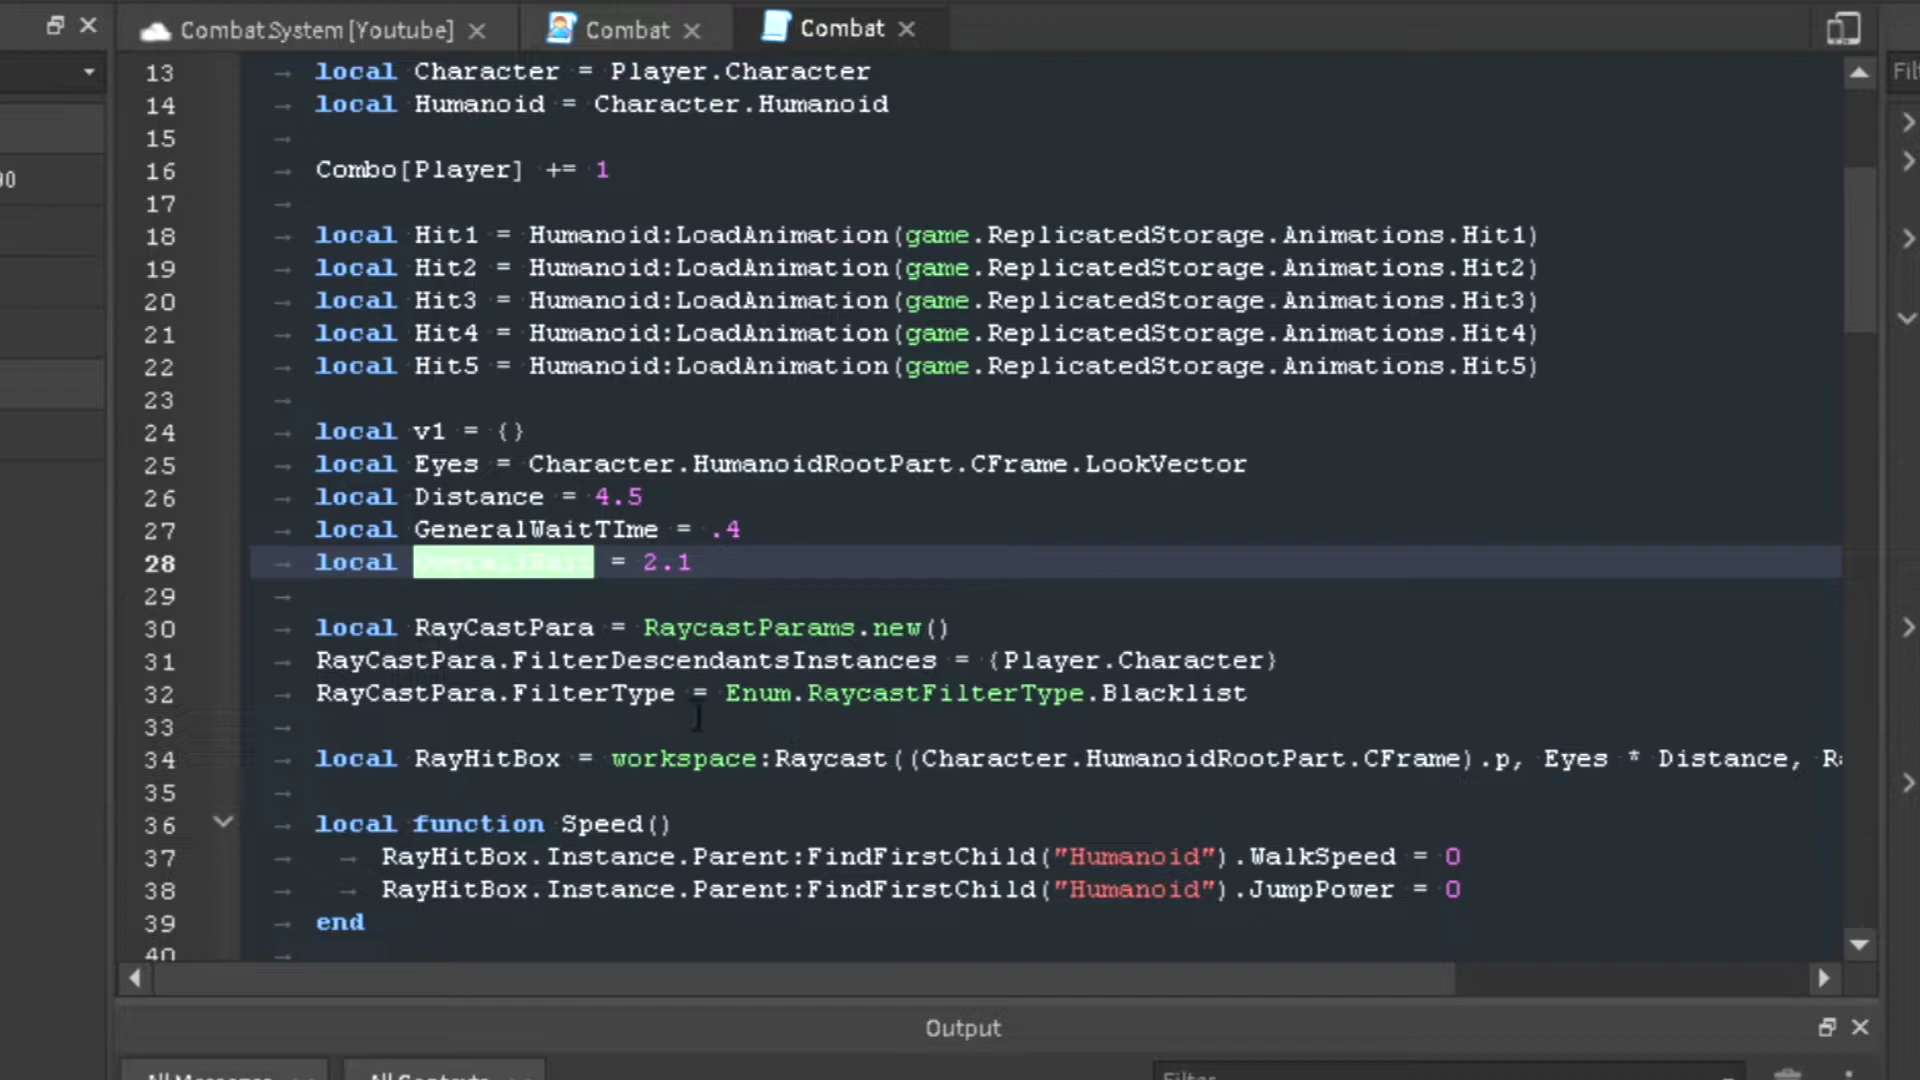 CombatSystem [Youtube]
Combat
Combat
13 local Character = Player.Character
14 local Humanoid = Character.Humanoid
15
16 Combo[Player] += 1
17
18 local Hit1 = Humanoid:LoadAnimation(game.ReplicatedStorage.Animations.Hit1)
19 local Hit2 = Humanoid:LoadAnimation(game.ReplicatedStorage.Animations.Hit2)
20 local Hit3 = Humanoid:LoadAnimation(game.ReplicatedStorage.Animations.Hit3)
21 local Hit4 = Humanoid:LoadAnimation(game.ReplicatedStorage.Animations.Hit4)
22 local Hit5 = Humanoid:LoadAnimation(game.ReplicatedStorage.Animations.Hit5)
23
24 local v1 = {}
25 local Eyes = Character.HumanoidRootPart.CFrame.LookVector
26 local Distance = 4.5
27 local GeneralWaitTIme = .4
28 local = 2.1
29
30 local RayCastPara = RaycastParams.new()
31 RayCastPara.FilterDescendantsInstances = {Player.Character}
32 RayCastPara.FilterType = Enum.RaycastFilterType.Blacklist
33
34 local RayHitBox = workspace:Raycast((Character.HumanoidRootPart.CFrame).p, Eyes * Distance,
35
36 local function Speed()
37 RayHitBox.Instance.Parent:FindFirstChild("Humanoid").WalkSpeed = 0
38 RayHitBox.Instance.Parent:FindFirstChild("Humanoid").JumpPower = 0
39 end
40
Output
All Messages
All Contexts
Filter